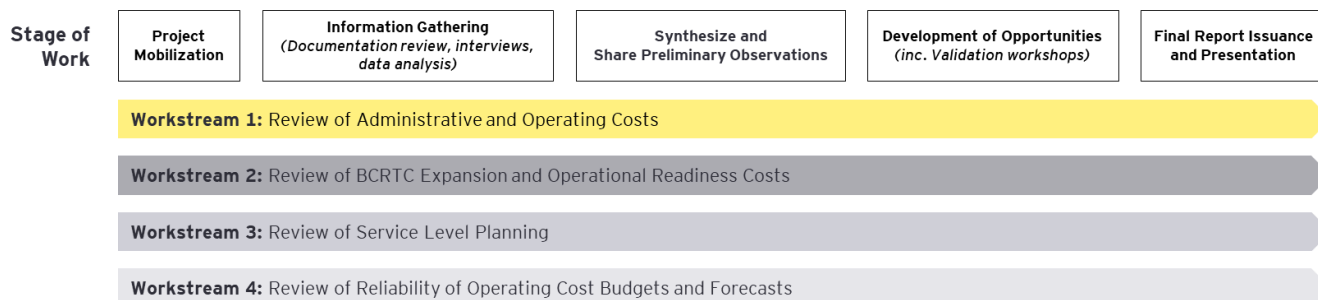 Stage of
Work
Project
Mobilization
Information Gathering
(Documentation review, interviews,
data analysis)
Synthesize and
Share Preliminary Observations
Development of Opportunities
(inc. Validation workshops)
Final Report Issuance
and Presentation
Workstream 1: Review of Administrative and Operating Costs
Workstream 2: Review of BCRTC Expansion and Operational Readiness Costs
Workstream 3: Review of Service Level Planning
Workstream 4: Review of Reliability of Operating Cost Budgets and Forecasts